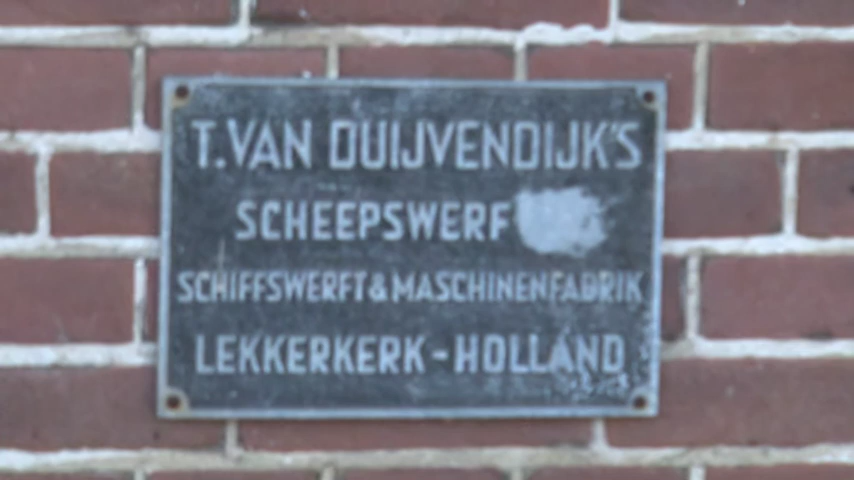 T. VAN DUIJVENDIJK'S
SCHEEPSWERF
SCHIFFSWERFT & MASCHINENFABRIK
LEKKERKERK - HOLLAND